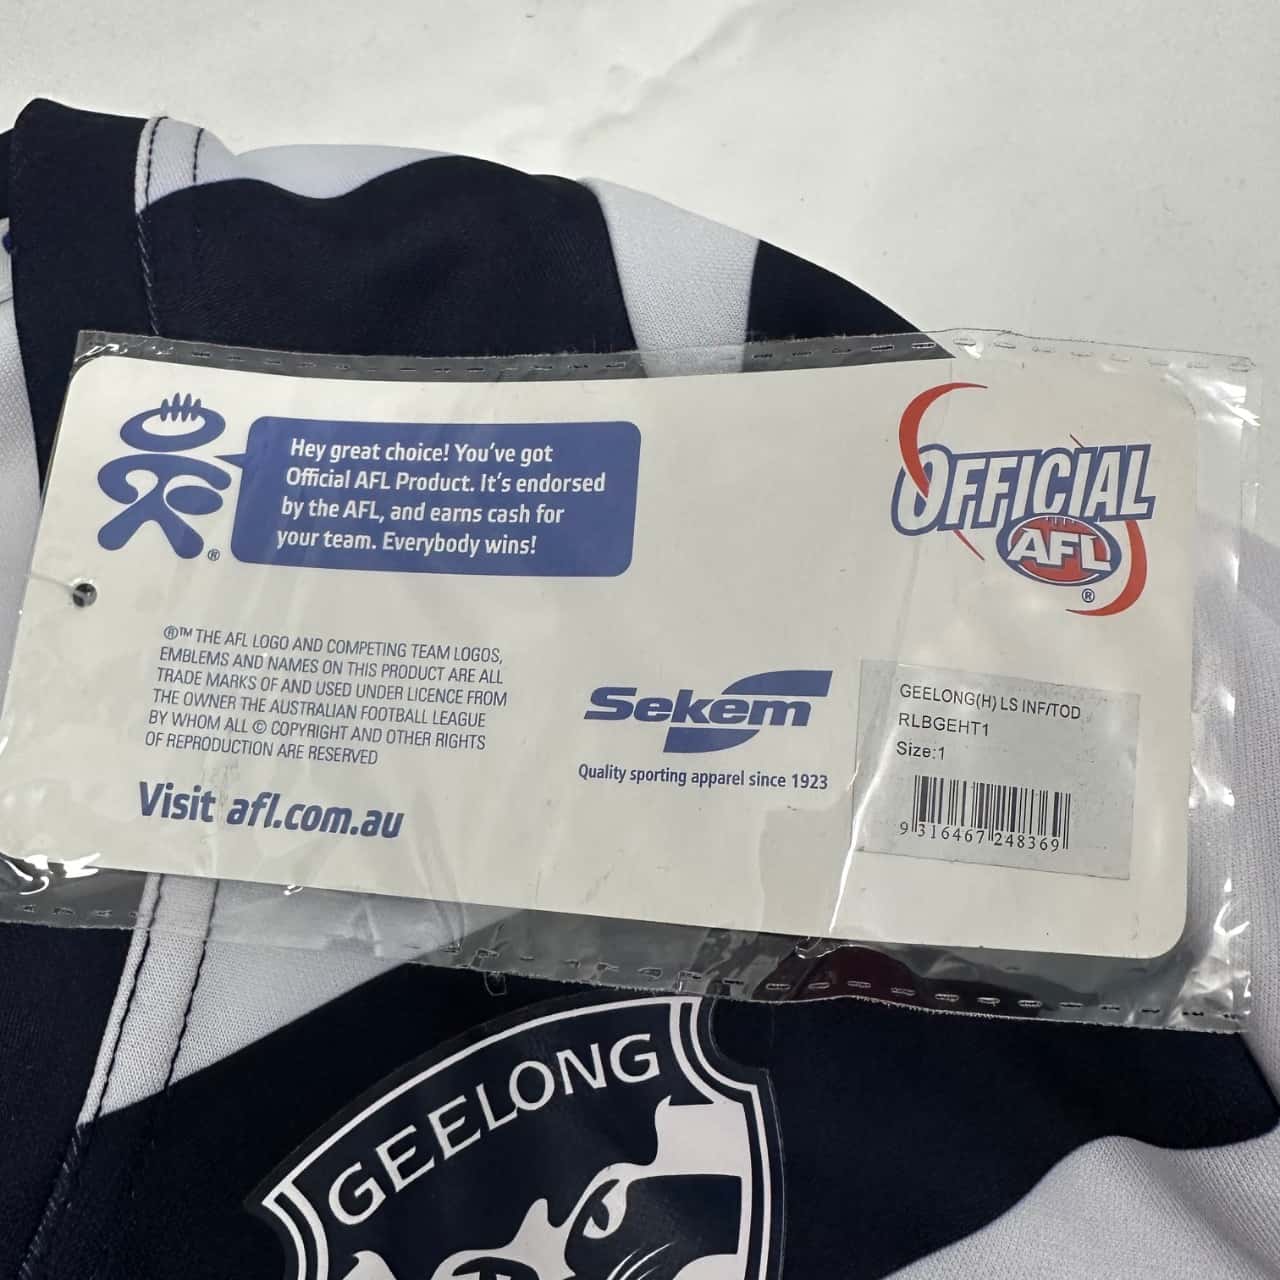 Hey great choice! You've got
Official AFL Product. It's endorsed
by the AFL, and earns cash for
your team. Everybody wins!
®
OFFICIAL
AFL
®
®™ THE AFL LOGO AND COMPETING TEAM LOGOS,
EMBLEMS AND NAMES ON THIS PRODUCT ARE ALL
TRADE MARKS OF AND USED UNDER LICENCE FROM
THE OWNER THE AUSTRALIAN FOOTBALL LEAGUE
BY WHOM ALL © COPYRIGHT AND OTHER RIGHTS
OF REPRODUCTION ARE RESERVED
Visit afl.com.au
Sekem
Quality sporting apparel since 1923
GEELONG(H) LS INF/TOD
RLBGEHT1
Size:1
9 316467 248369
GEELONG